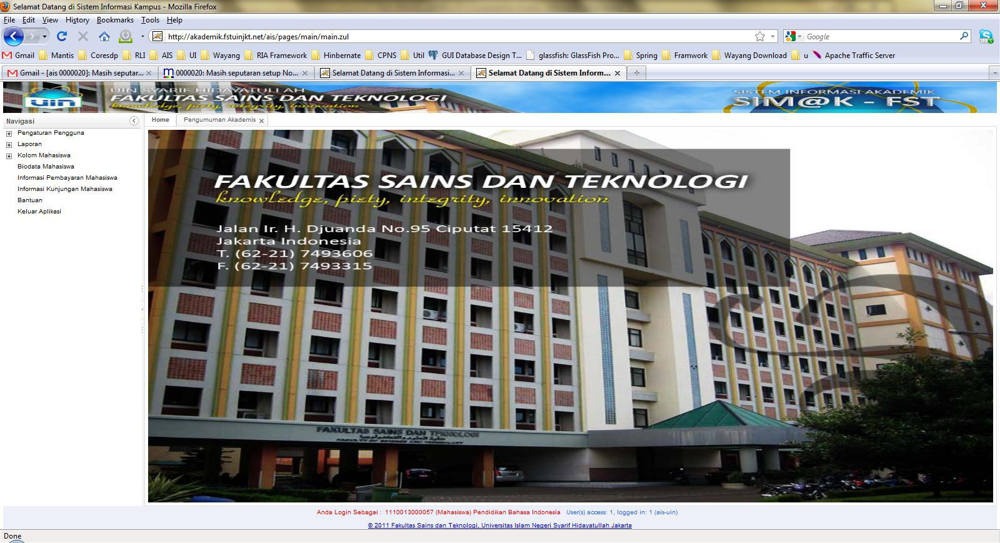 Selamat Datang di Sistem Informasi Kampus - Mozilla Firefox
File Edit View History Bookmarks Tools Help
http://akademik.fstuinjkt.net/ais/pages/main/main.zul
Google
Gmail Mantis Coresdp RLI AIS UI Wayang RIA Framework Hinbernate CPNS Util GUI Database Design T... glassfish: GlassFish Pro... Spring Framwork Wayang Download u Apache Traffic Server
Gmail - [ais 0000020]: Masih seputar... 0000020: Masih seputaran setup No... Selamat Datang di Sistem Informasi... Selamat Datang di Sistem Inform...
uin
UIN SYARIF HIDAYATULLAH
FAKULTAS SAINS DAN TEKNOLOGI
knowledge, piety, integrity, innovation
SISTEM INFORMASI AKADEMIK
SIM@K - FST
Navigasi
Home Pengumuman Akademis
Pengaturan Pengguna
Laporan
Kolom Mahasiswa
Biodata Mahasiswa
Informasi Pembayaran Mahasiswa
Informasi Kunjungan Mahasiswa
Bantuan
Keluar Aplikasi
FAKULTAS SAINS DAN TEKNOLOGI
knowledge, piety, integrity, innovation
Jalan Ir. H. Djuanda No.95 Ciputat 15412
Jakarta Indonesia
T. (62-21) 7493606
F. (62-21) 7493315
FAKULTAS SAINS DAN TEKNOLOGI
FACULTY OF SCIENCE AND TECHNOLOGY
Anda Login Sebagai : 1110013000057 (Mahasiswa) Pendidikan Bahasa Indonesia User(s) access: 1, logged in: 1 (ais-uin)
© 2011 Fakultas Sains dan Teknologi, Universitas Islam Negeri Syarif Hidayatullah Jakarta
Done